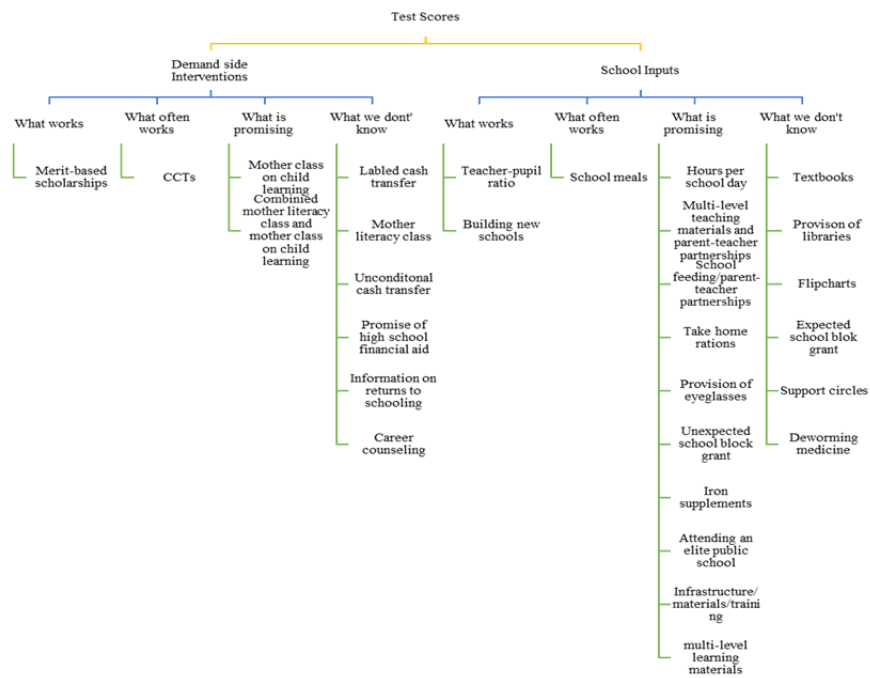 Test Scores
Demand side
Interventions
School Inputs
What works
What often
works
What is
promising
What we dont'
know
What works
What often
works
What is
promising
What we don't
know
Merit-based
scholarships
CCTs
Mother class
on child
learning
Combinied
mother literacy
class and
mother class
on child
learning
Labled cash
transfer
Mother
literacy class
Unconditonal
cash transfer
Promise of
high school
financial aid
Information on
returns to
schooling
Career
counseling
Teacher-pupil
ratio
Building new
schools
School meals
Hours per
school day
Multi-level
teaching
materials and
parent-teacher
partnerships
School
feeding/parent-
teacher
partnerships
Take home
rations
Provision of
eyeglasses
Unexpected
school block
grant
Iron
supplements
Attending an
elite public
school
Infrastructure/
materials/traini
ng
multi-level
learning
materials
Textbooks
Provison of
libraries
Flipcharts
Expected
school blok
grant
Support circles
Deworming
medicine